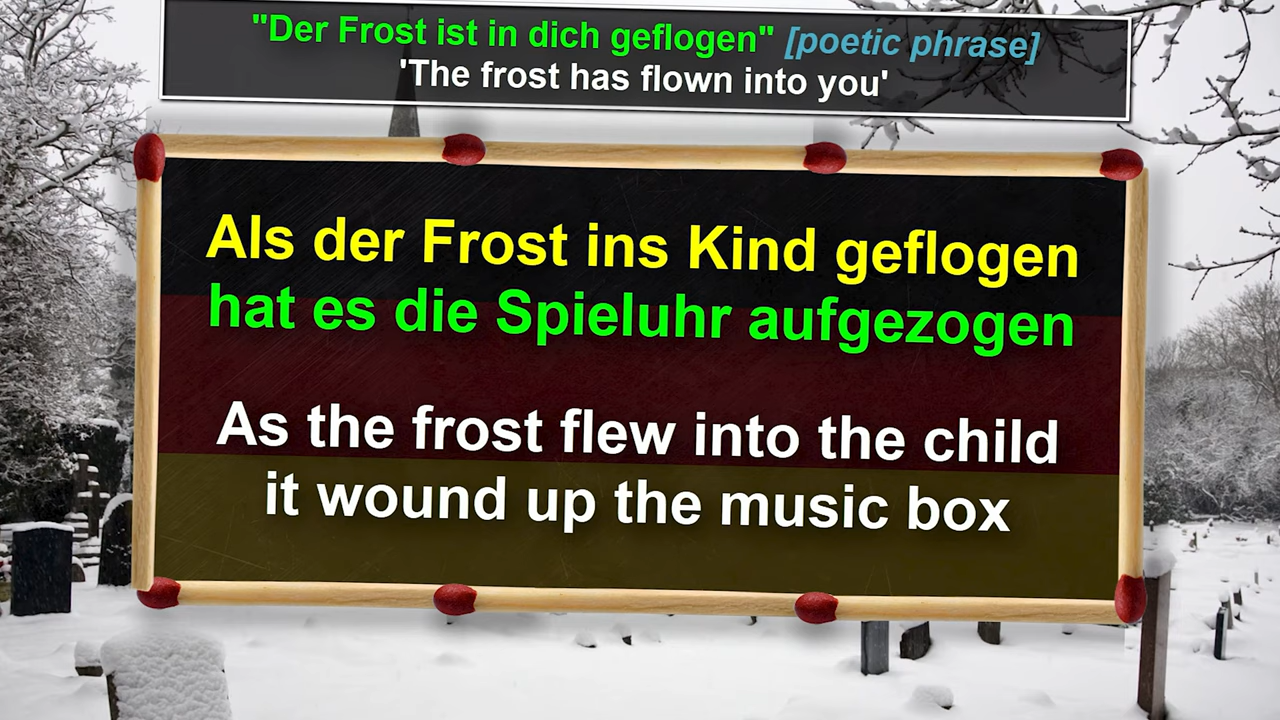 "Der Frost ist in dich geflogen" [poetic phrase]
'The frost has flown into you'
Als der Frost ins Kind geflogen
hat es die Spieluhr aufgezogen
As the frost flew into the child
it wound up the music box